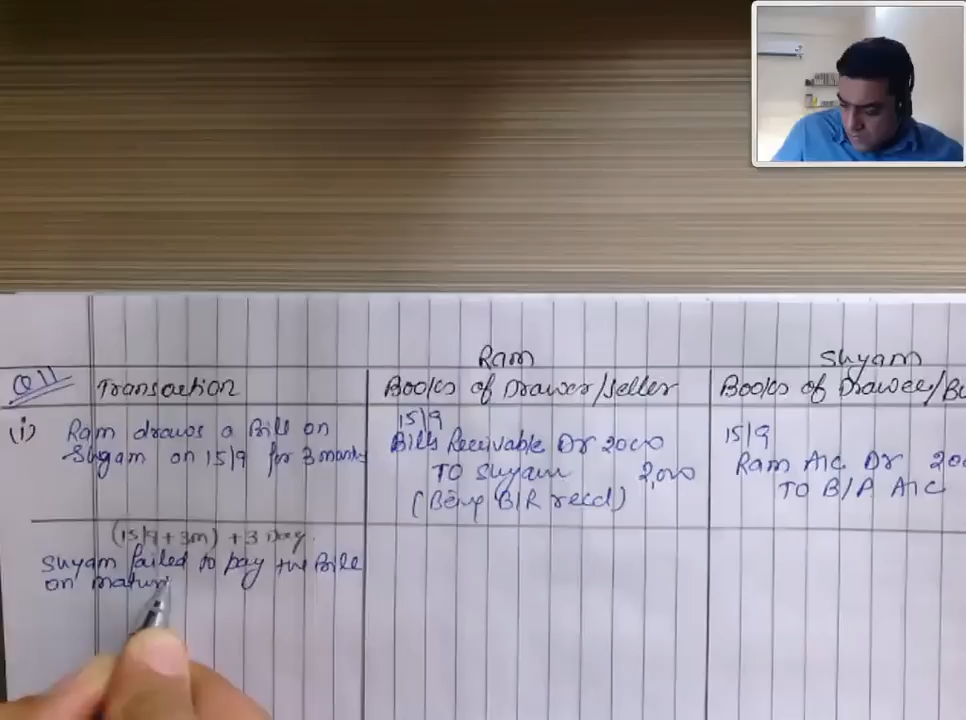 Ram Shyam
Q11 Transaction Books of Drawer/Seller Books of Drawee/Bu
(i) Ram draws a Bill on
Shyam on 15/9 for 3 months
15/9
Bills Receivable Dr 2000
To Shyam 2,000
(Being B/R recd)
15/9
Ram A/c Dr 200
To B/P A/c
(15/9 + 3m) + 3 Day
Shyam failed to pay the Bill
on matur